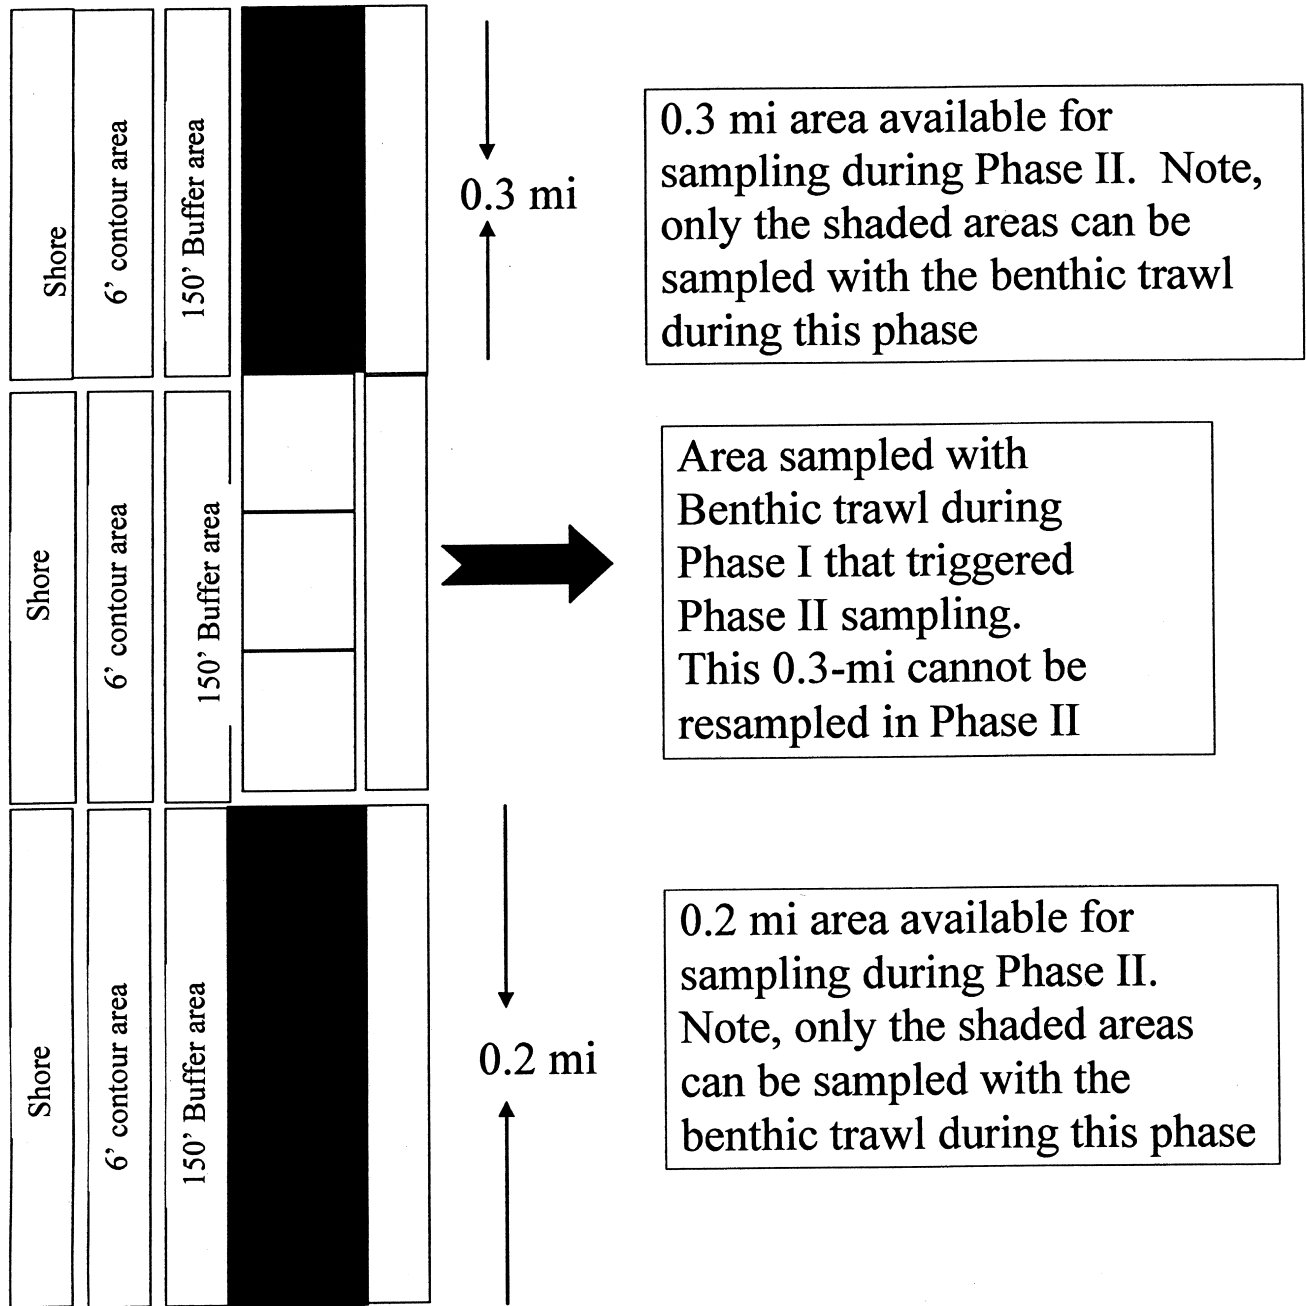 Shore
6’ contour area
150’ Buffer area
0.3 mi
0.3 mi area available for
sampling during Phase II.  Note,
only the shaded areas can be
sampled with the benthic trawl
during this phase
Shore
6’ contour area
150’ Buffer area
Area sampled with
Benthic trawl during
Phase I that triggered
Phase II sampling.
This 0.3-mi cannot be
resampled in Phase II
Shore
6’ contour area
150’ Buffer area
0.2 mi
0.2 mi area available for
sampling during Phase II.
Note, only the shaded areas
can be sampled with the
benthic trawl during this phase